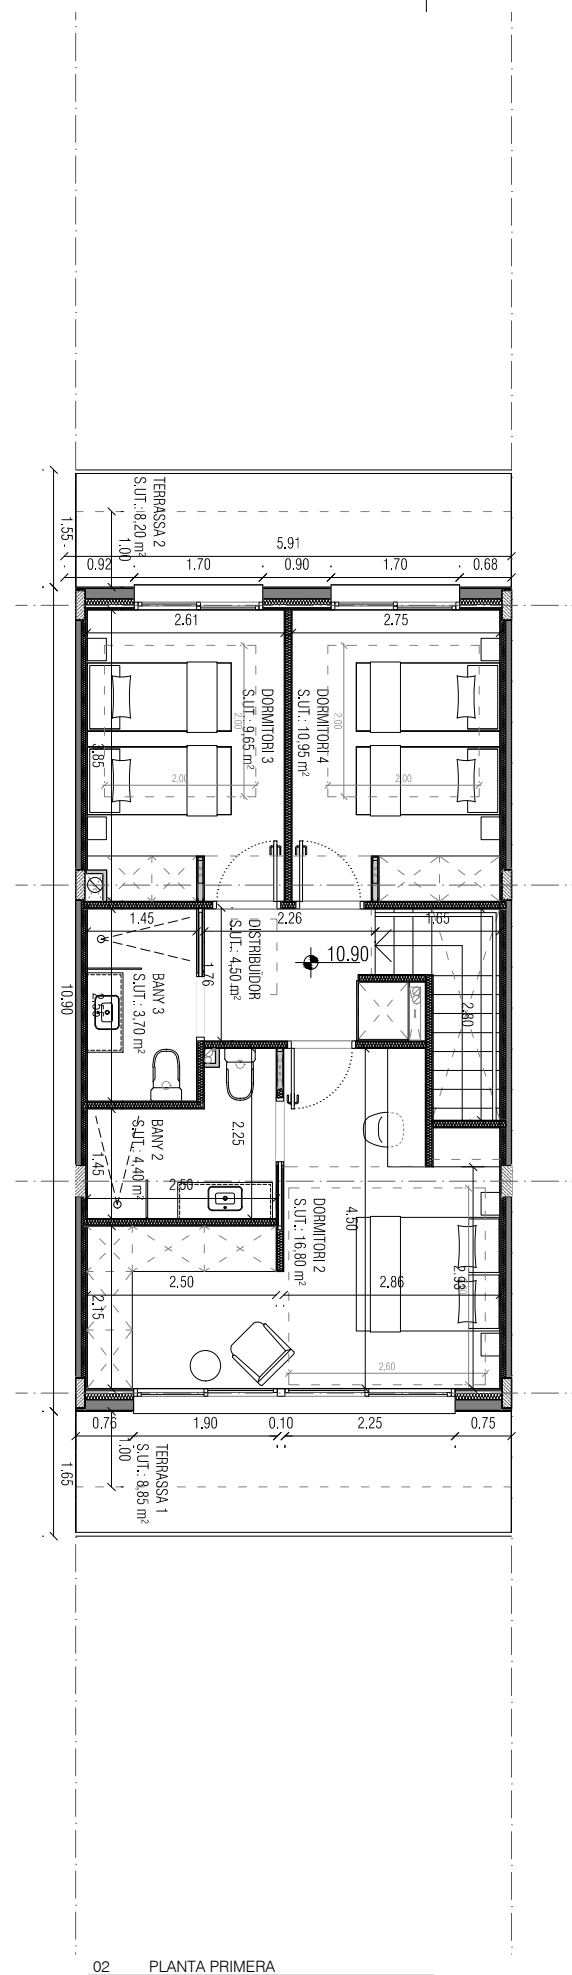 TERRASSA 2
S.UT.: 8,20 m²
1.55
1.00
5.91
0.92
1.70
0.90
1.70
0.68
2.61
2.75
DORMITORI 3
S.UT.: 9,65 m²
DORMITORI 4
S.UT.: 10,95 m²
2,00
2,00
2,00
2,00
3.85
1.45
2.26
1.65
DISTRIBUÏDOR
S.UT.: 4,50 m²
10.90
1.76
10.90
BANY 3
S.UT.: 3,70 m²
2.55
2.80
BANY 2
S.UT.: 4,40 m²
2.25
1.45
2.50
DORMITORI 2
S.UT.: 16,80 m²
4.50
2.50
2.86
2.93
2.15
2,60
0.76
1.90
0.10
2.25
0.75
1.00
1.65
TERRASSA 1
S.UT.: 8,85 m²
02 PLANTA PRIMERA